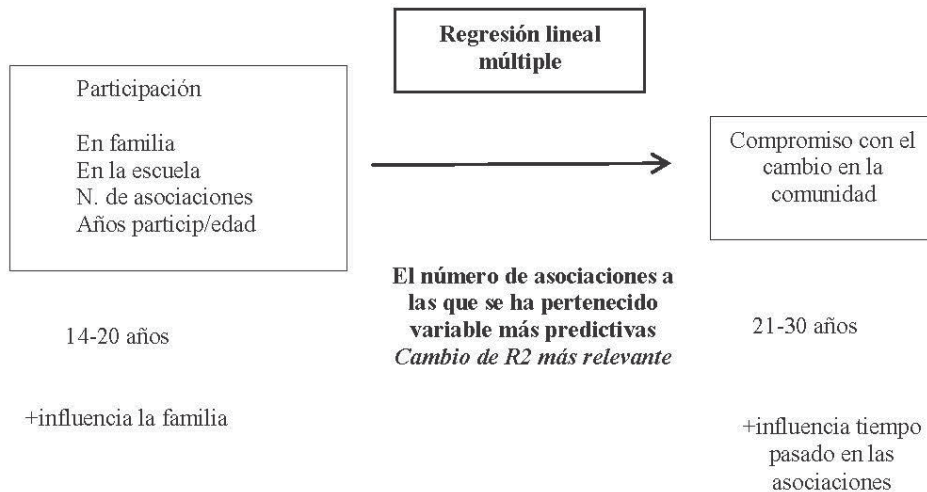 Regresión lineal
múltiple
Participación
En familia
En la escuela
N. de asociaciones
Años particip/edad
Compromiso con el
cambio en la
comunidad
El número de asociaciones a
las que se ha pertenecido
variable más predictivas
Cambio de R2 más relevante
14-20 años
21-30 años
+influencia la familia
+influencia tiempo
pasado en las
asociaciones